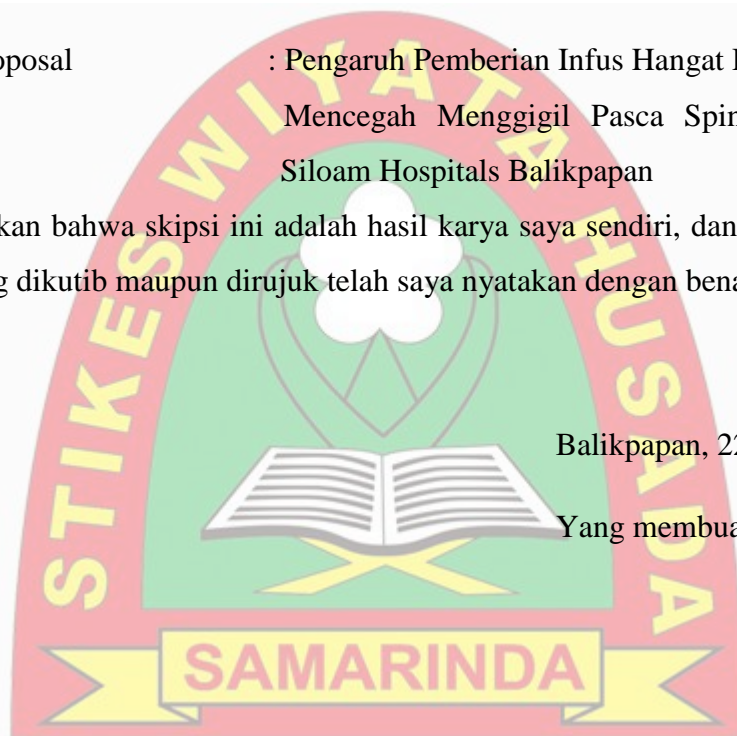 oposal : Pengaruh Pemberian Infus Hangat
Mencegah Menggigil Pasca Spin
Siloam Hospitals Balikpapan
kan bahwa skipsi ini adalah hasil karya saya sendiri, dan
g dikutib maupun dirujuk telah saya nyatakan dengan bena
Balikpapan, 22
Yang membua
STIKES WIYATA HUSADA
SAMARINDA